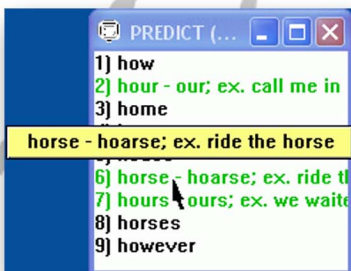 PREDICT (...
1) how
2) hour - our; ex. call me in
3) home
horse - hoarse; ex. ride the horse
6) horse - hoarse; ex. ride t
7) hours - ours; ex. we waite
8) horses
9) however